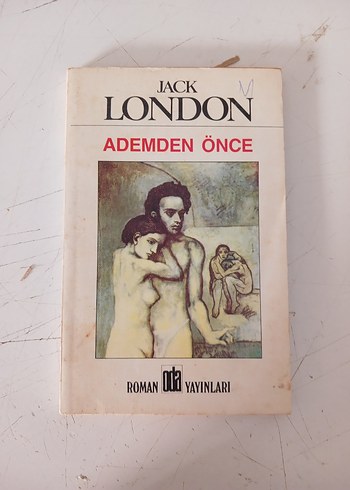 JACK
LONDON
ADEMDEN ÖNCE
ROMAN oda YAYINLARI